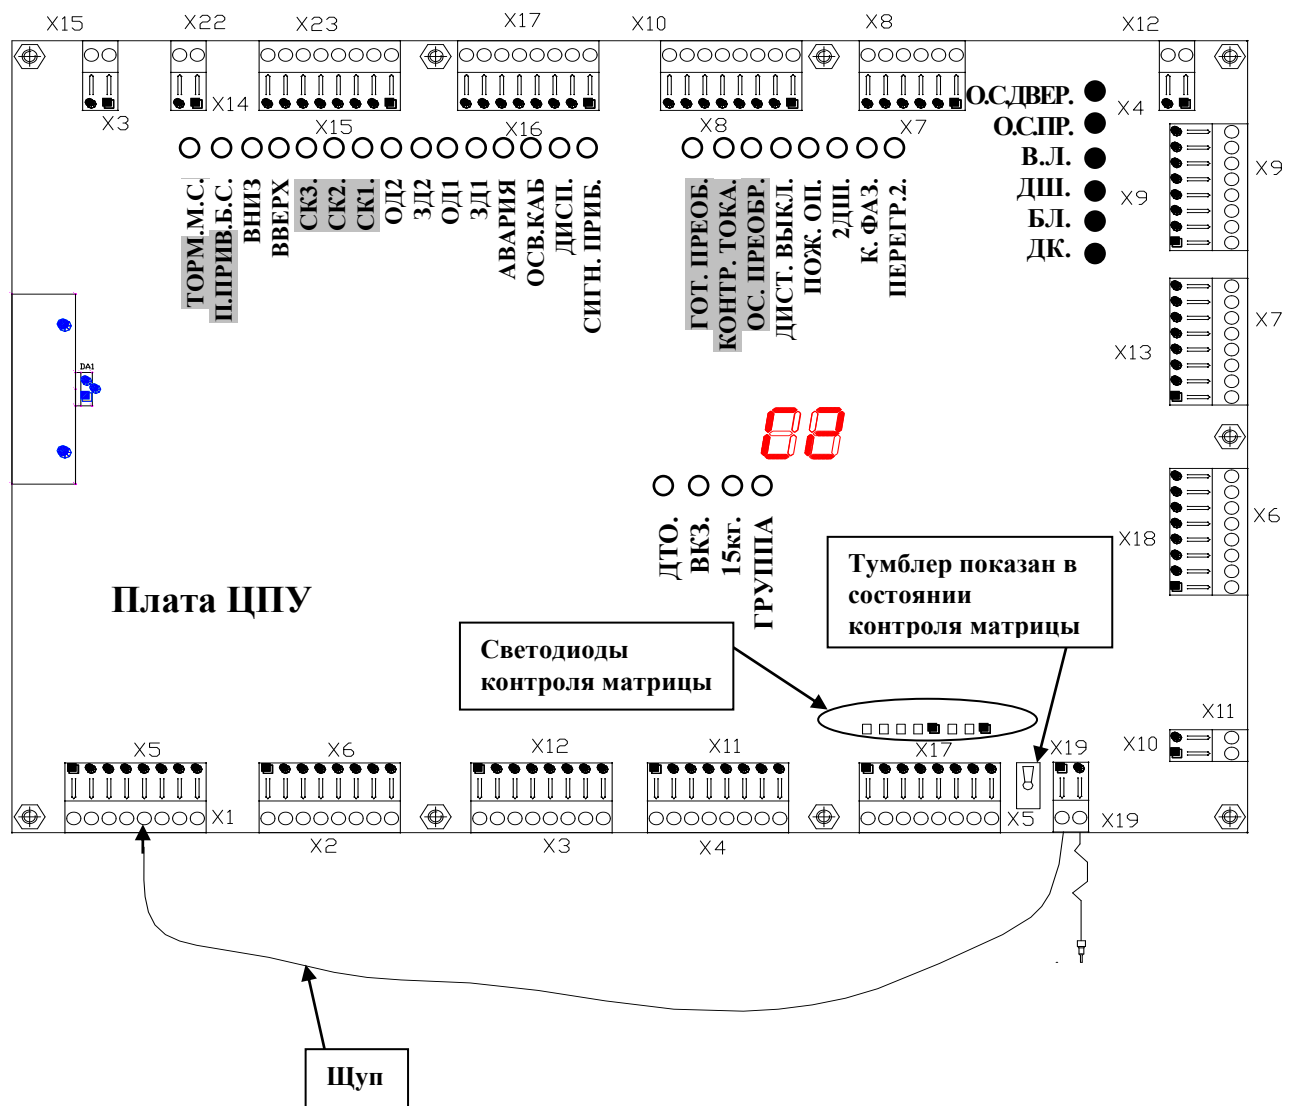 X15
X22
X23
X17
X10
X8
X12
X3
X14
X15
X16
X8
X7
X4
О.С.ДВЕР.
О.С.ПР.
В.Л.
ДШ.
БЛ.
ДК.
X9
X9
ТОРМ.М.С.
П.ПРИВ.Б.С.
ВНИЗ
ВВЕРХ
СК3.
СК2.
СК1.
ОД2
ЗД2
ОД1
ЗД1
АВАРИЯ
ОСВ.КАБ
ДИСП.
СИГН. ПРИБ.
ГОТ. ПРЕОБ.
КОНТР. ТОКА.
ОС. ПРЕОБР.
ДИСТ. ВЫКЛ.
ПОЖ. ОП.
2ДШ.
К. ФАЗ.
ПЕРЕГР.2.
X13
X7
DA1
ДТО.
ВКЗ.
15кг.
ГРУППА
X18
X6
Плата ЦПУ
Тумблер показан в
состоянии
контроля матрицы
Светодиоды
контроля матрицы
X5
X6
X12
X11
X17
X19
X10
X11
X1
X2
X3
X4
X5
X19
Щуп